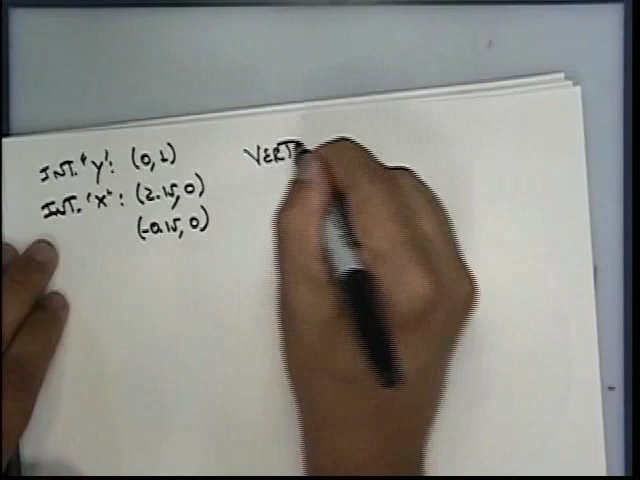 INT. 'y': (0,1)
INT. 'x': (2.15,0)
(-0.15,0)
VERT